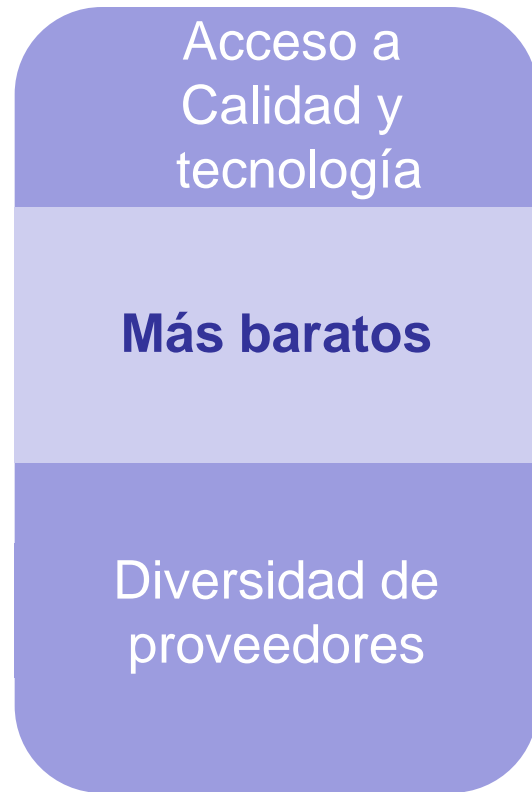 Acceso a
Calidad y
tecnología
Más baratos
Diversidad de
proveedores